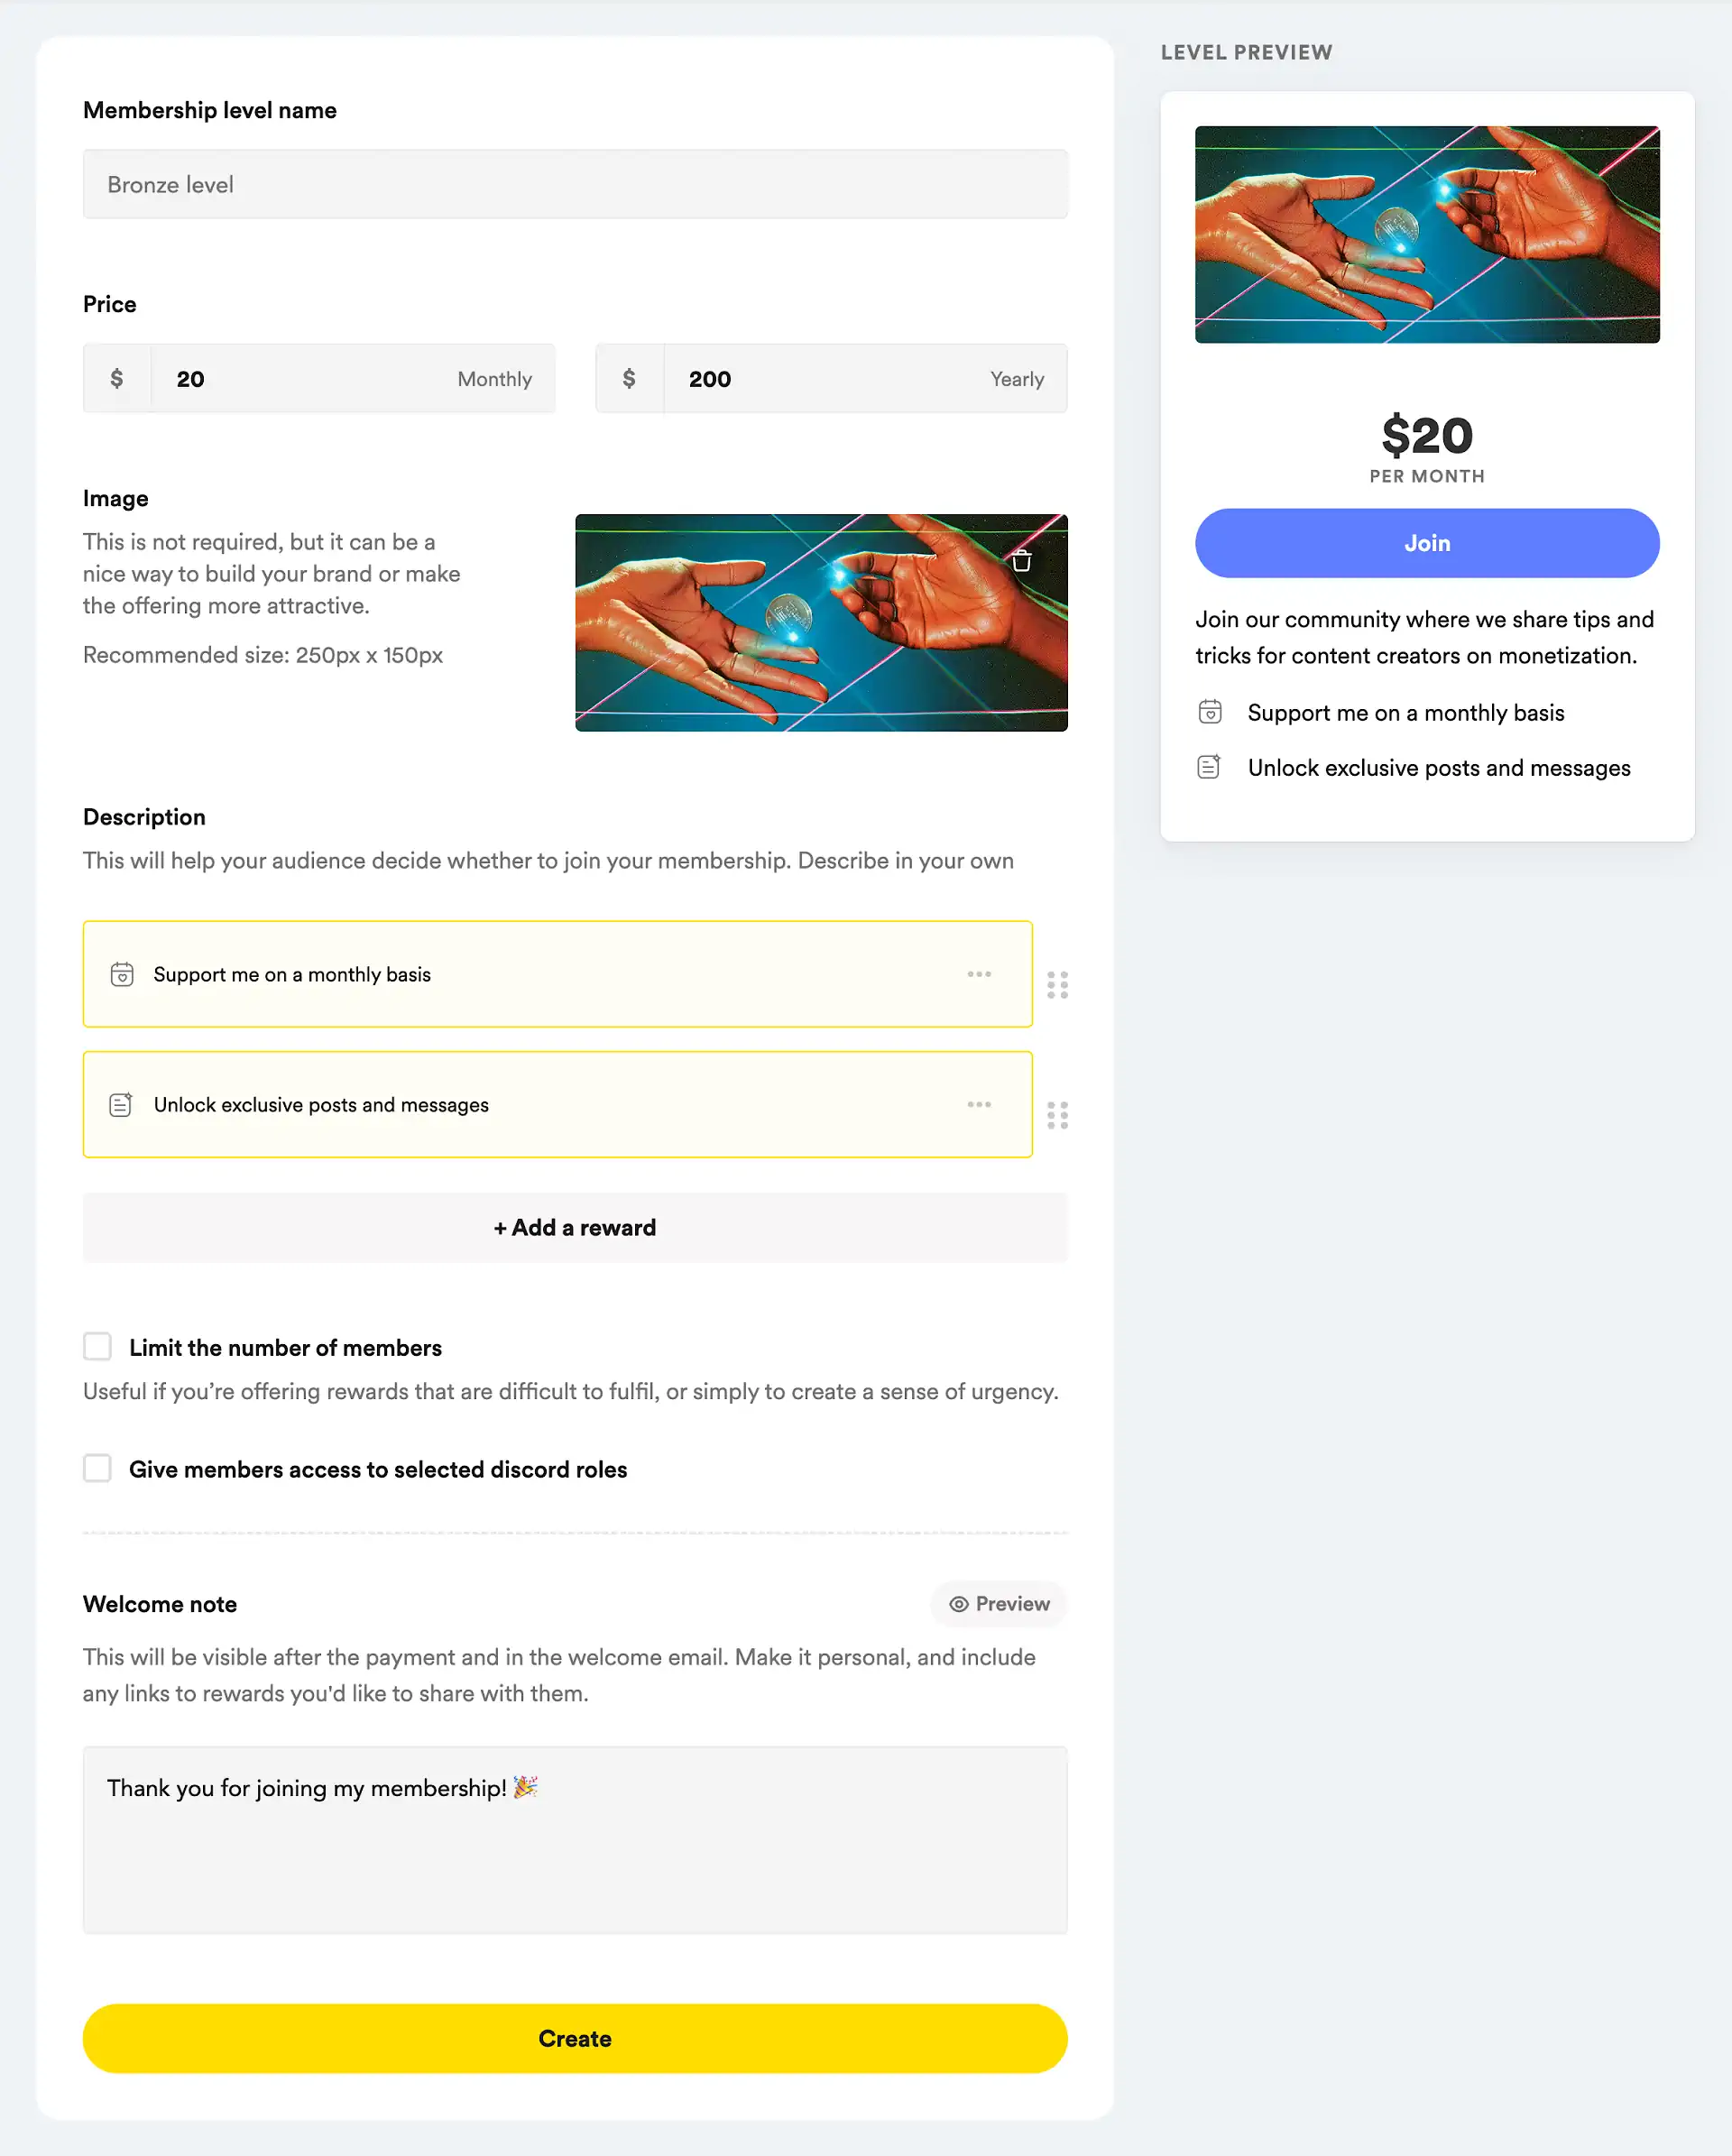 Membership level name
Bronze level
Price
$ 20 Monthly
$ 200 Yearly
Image
This is not required, but it can be a
nice way to build your brand or make
the offering more attractive.
Recommended size: 250px x 150px
Description
This will help your audience decide whether to join your membership. Describe in your own
Support me on a monthly basis
Unlock exclusive posts and messages
+ Add a reward
Limit the number of members
Useful if you’re offering rewards that are difficult to fulfil, or simply to create a sense of urgency.
Give members access to selected discord roles
Welcome note
Preview
This will be visible after the payment and in the welcome email. Make it personal, and include
any links to rewards you'd like to share with them.
Thank you for joining my membership! 🎉
Create
LEVEL PREVIEW
$20
PER MONTH
Join
Join our community where we share tips and
tricks for content creators on monetization.
Support me on a monthly basis
Unlock exclusive posts and messages